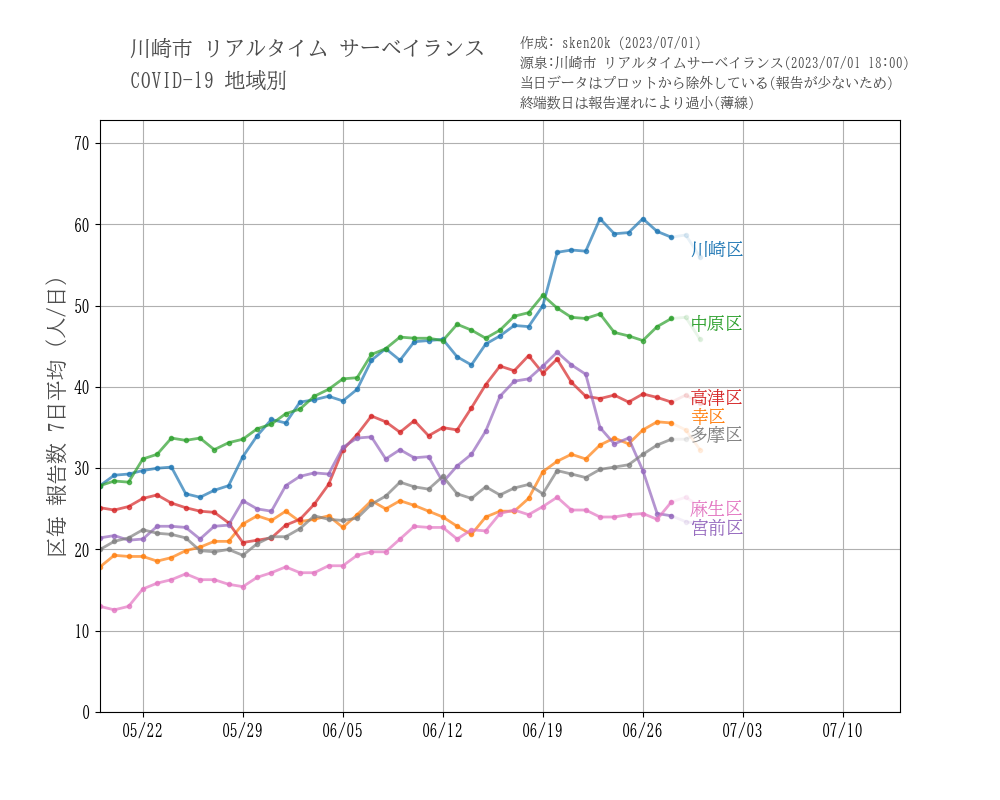 川崎市 リアルタイム サーベイランス
COVID-19 地域別
作成: sken20k (2023/07/01)
源泉:川崎市 リアルタイムサーベイランス(2023/07/01 18:00)
当日データはプロットから除外している(報告が少ないため)
終端数日は報告遅れにより過小(薄線)
区毎 報告数 7日平均 (人/日)
70
60
50
40
30
20
10
0
川崎区
中原区
高津区
幸区
多摩区
麻生区
宮前区
05/22
05/29
06/05
06/12
06/19
06/26
07/03
07/10